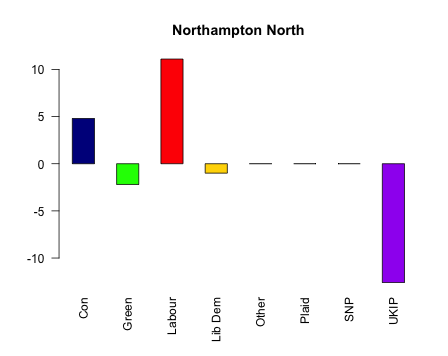 Northampton North
10
5
0
-5
-10
Con
Green
Labour
Lib Dem
Other
Plaid
SNP
UKIP